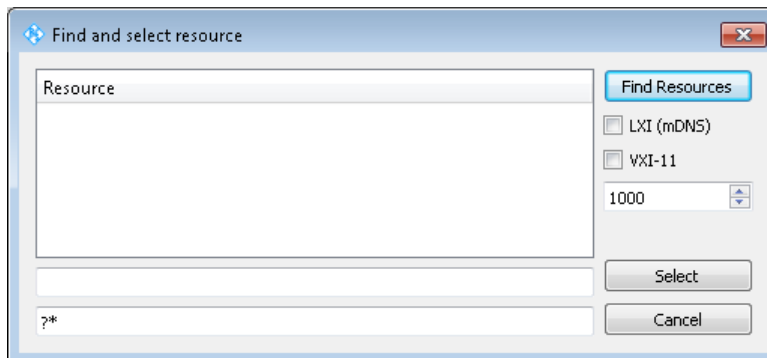 Find and select resource
Resource
Find Resources
LXI (mDNS)
VXI-11
1000
Select
?*
Cancel